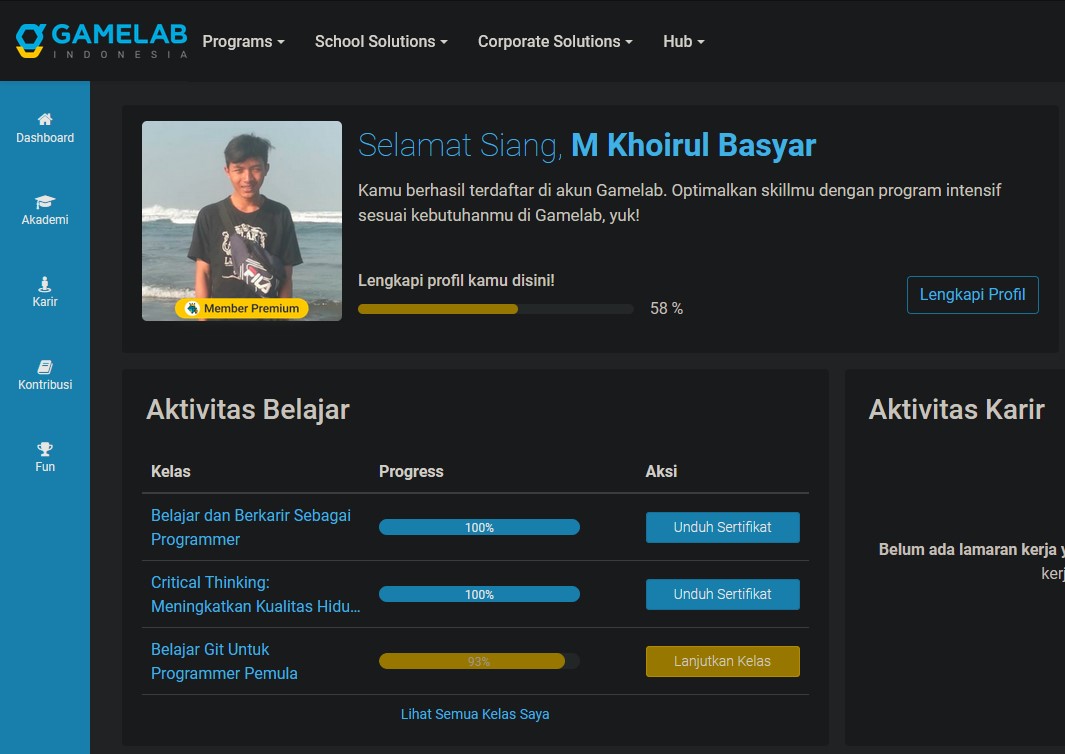 GAMELAB
INDONESIA
Programs
School Solutions
Corporate Solutions
Hub
Dashboard
Akademi
Karir
Kontribusi
Fun
Selamat Siang, M Khoirul Basyar
Kamu berhasil terdaftar di akun Gamelab. Optimalkan skillmu dengan program intensif
sesuai kebutuhanmu di Gamelab, yuk!
FILA
Member Premium
Lengkapi profil kamu disini!
58 %
Lengkapi Profil
Aktivitas Belajar
Kelas Progress Aksi
Belajar dan Berkarir Sebagai
Programmer
100%
Unduh Sertifikat
Critical Thinking:
Meningkatkan Kualitas Hidu...
100%
Unduh Sertifikat
Belajar Git Untuk
Programmer Pemula
93%
Lanjutkan Kelas
Lihat Semua Kelas Saya
Aktivitas Karir
Belum ada lamaran kerja y
kerj